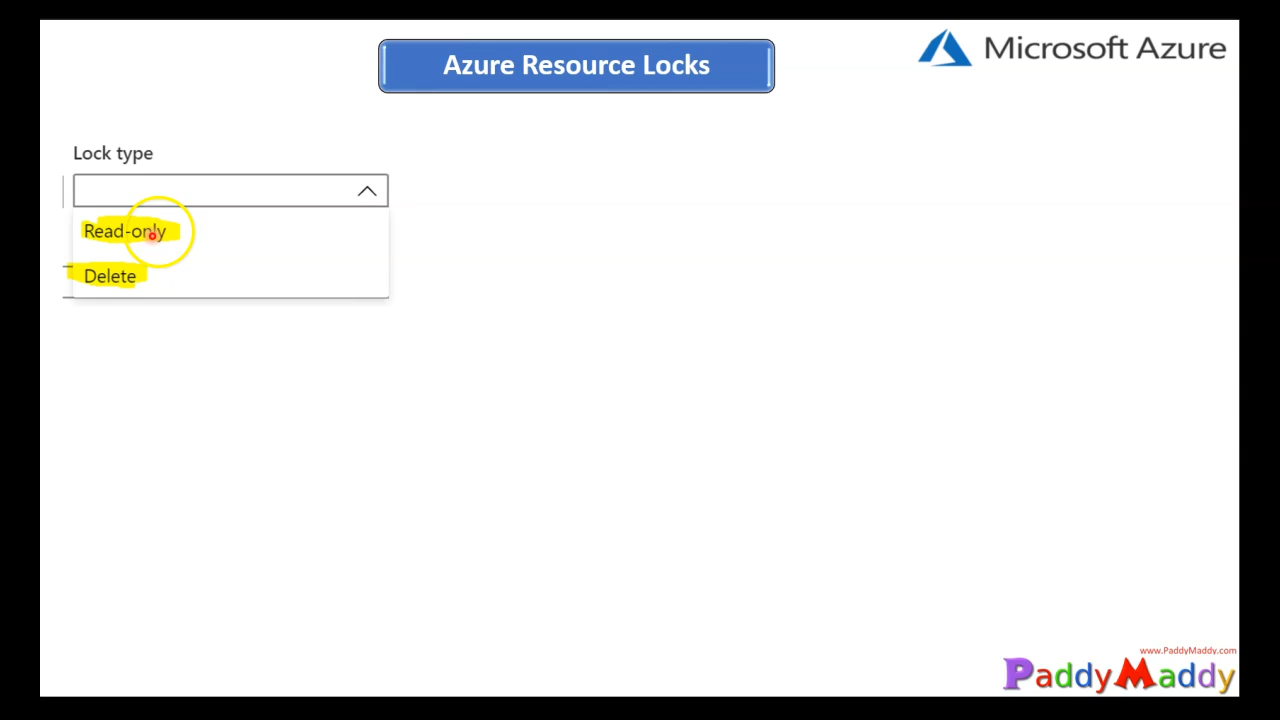 Azure Resource Locks
Microsoft Azure
Lock type
Read-only
Delete
www.PaddyMaddy.com
PaddyMaddy